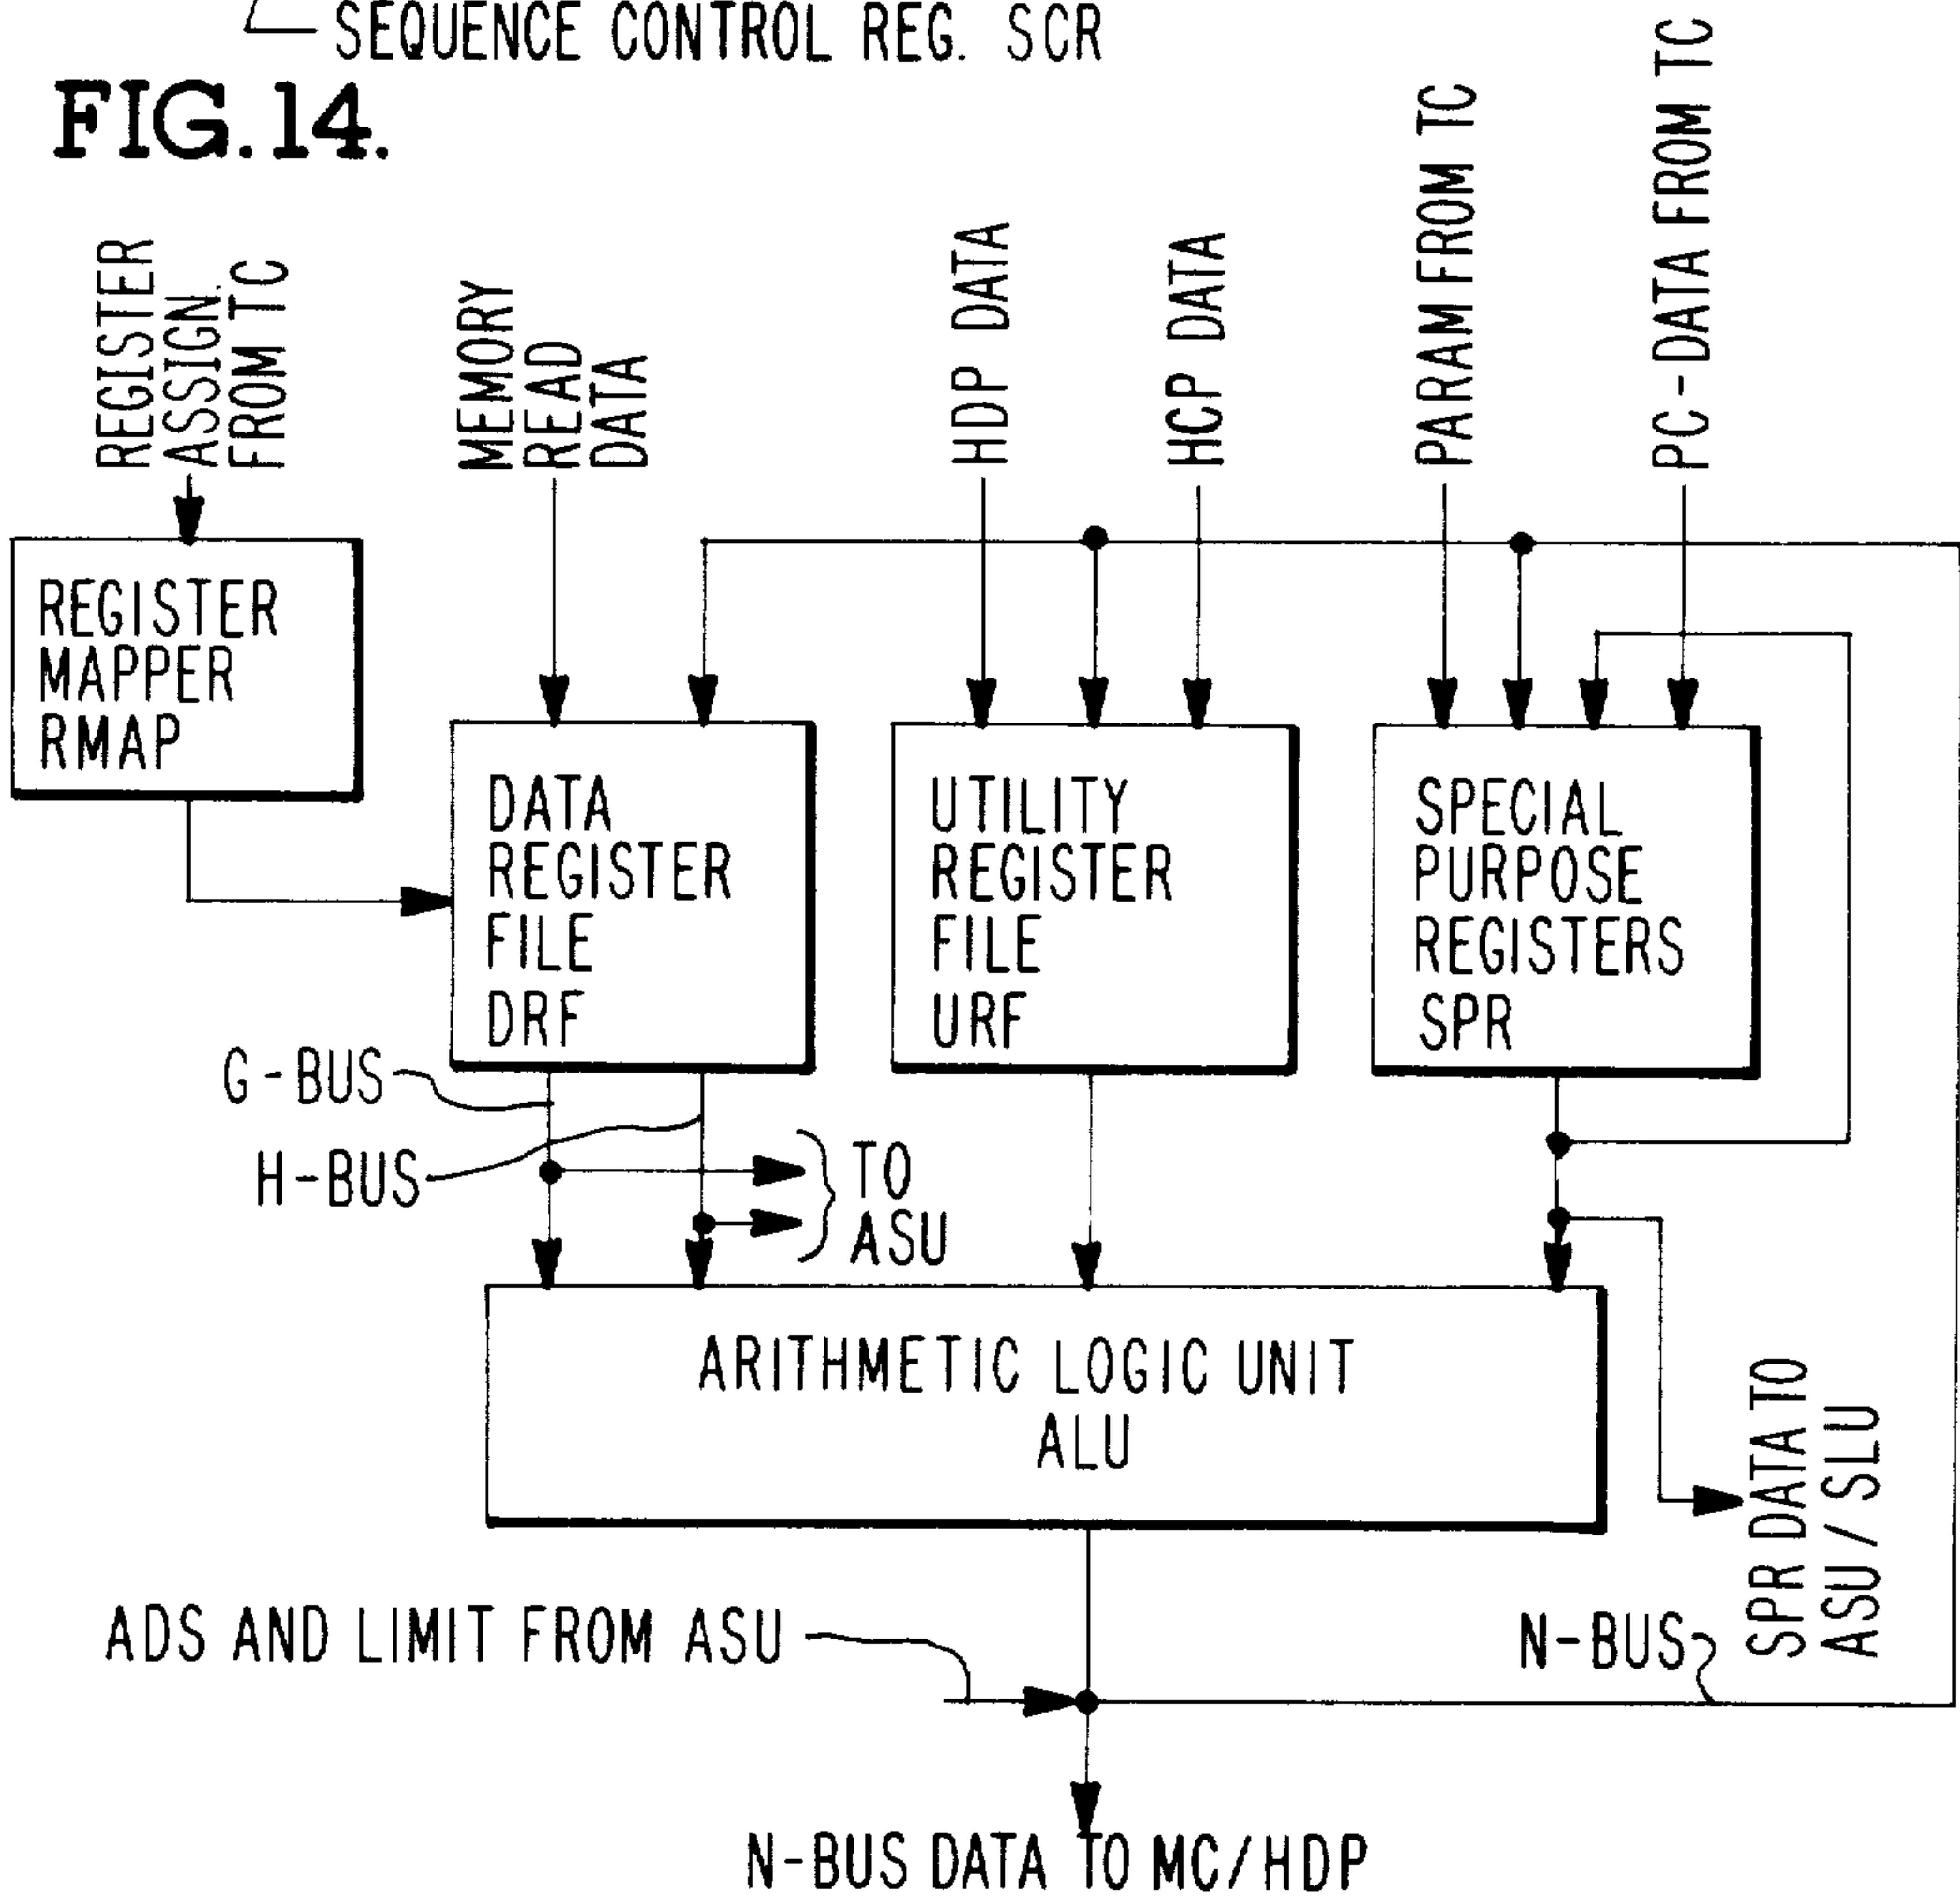 SEQUENCE CONTROL REG. SCR
FIG.14.
REGISTER
ASSIGN.
FROM TC
MEMORY
READ
DATA
HDP DATA
HCP DATA
PARAM FROM TC
PC-DATA FROM TC
REGISTER
MAPPER
RMAP
DATA
REGISTER
FILE
DRF
UTILITY
REGISTER
FILE
URF
SPECIAL
PURPOSE
REGISTERS
SPR
G-BUS
H-BUS
TO
ASU
ARITHMETIC LOGIC UNIT
ALU
SPR DATA TO
ASU / SLU
ADS AND LIMIT FROM ASU
N-BUS
N-BUS DATA TO MC/HDP